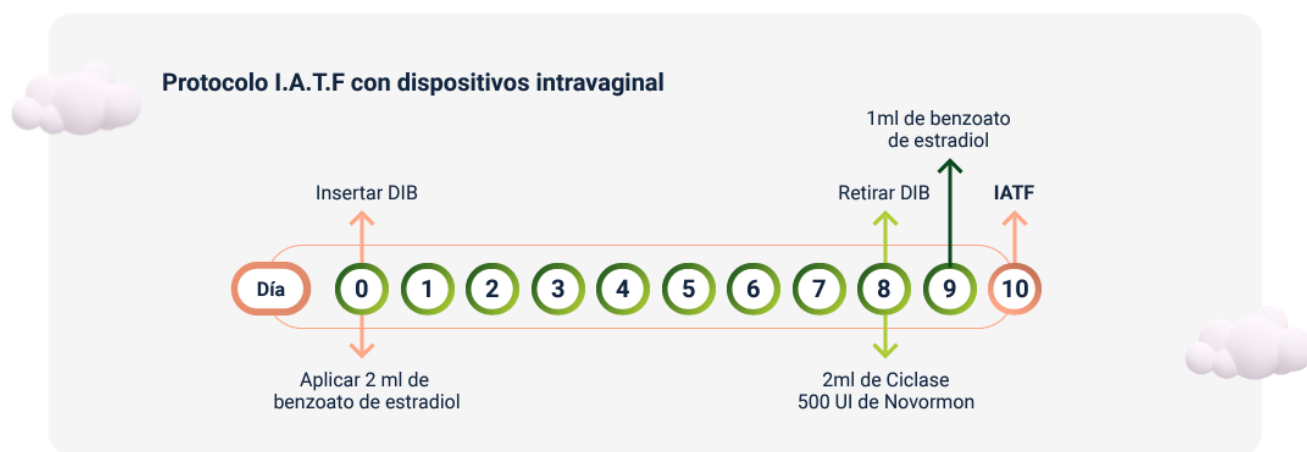 Protocolo I.A.T.F con dispositivos intravaginal
1ml de benzoato
de estradiol
Insertar DIB
Retirar DIB
IATF
Día
0
1
2
3
4
5
6
7
8
9
10
Aplicar 2 ml de
benzoato de estradiol
2ml de Ciclase
500 UI de Novormon